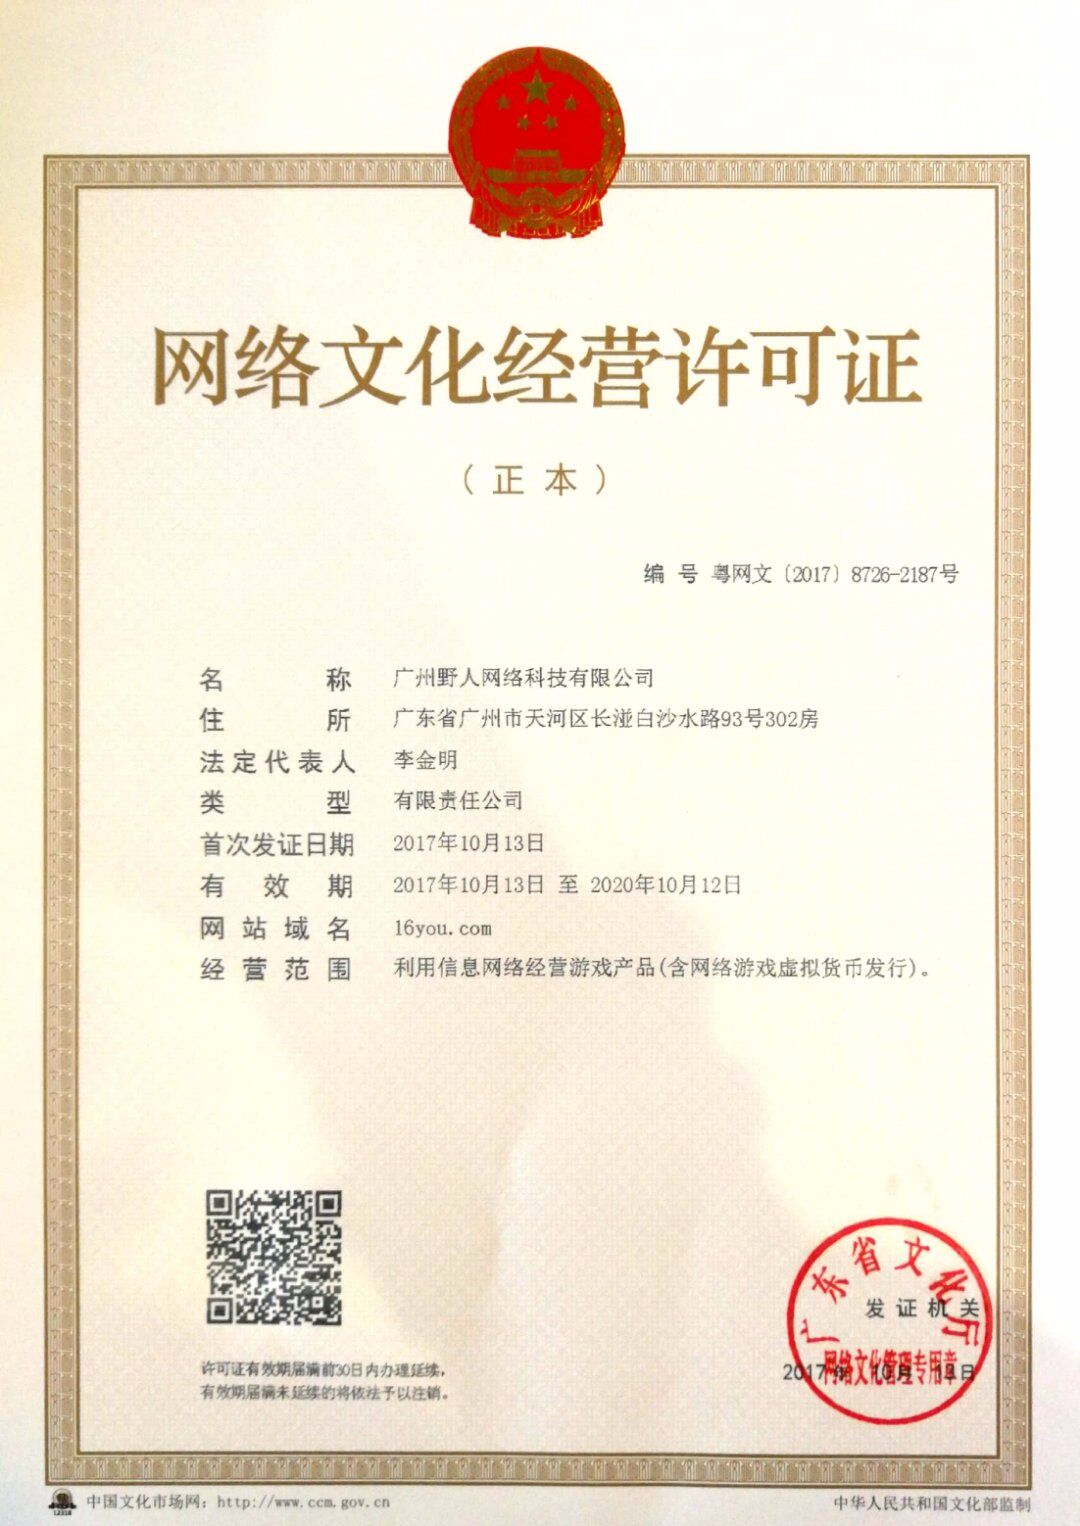 网络文化经营许可证
（正本）
编 号 粤网文〔2017〕8726-2187号
名 称 广州野人网络科技有限公司
住 所 广东省广州市天河区长湴白沙水路93号302房
法定代表人 李金明
类 型 有限责任公司
首次发证日期 2017年10月13日
有 效 期 2017年10月13日 至 2020年10月12日
网站域名 16you.com
经营范围 利用信息网络经营游戏产品(含网络游戏虚拟货币发行)。
广东省文化厅
发证机关
网络文化管理专用章
2017年 10月 13日
许可证有效期届满前30日内办理延续，
有效期届满未延续的将依法予以注销。
12318
中国文化市场网：http://www.ccm.gov.cn
中华人民共和国文化部监制